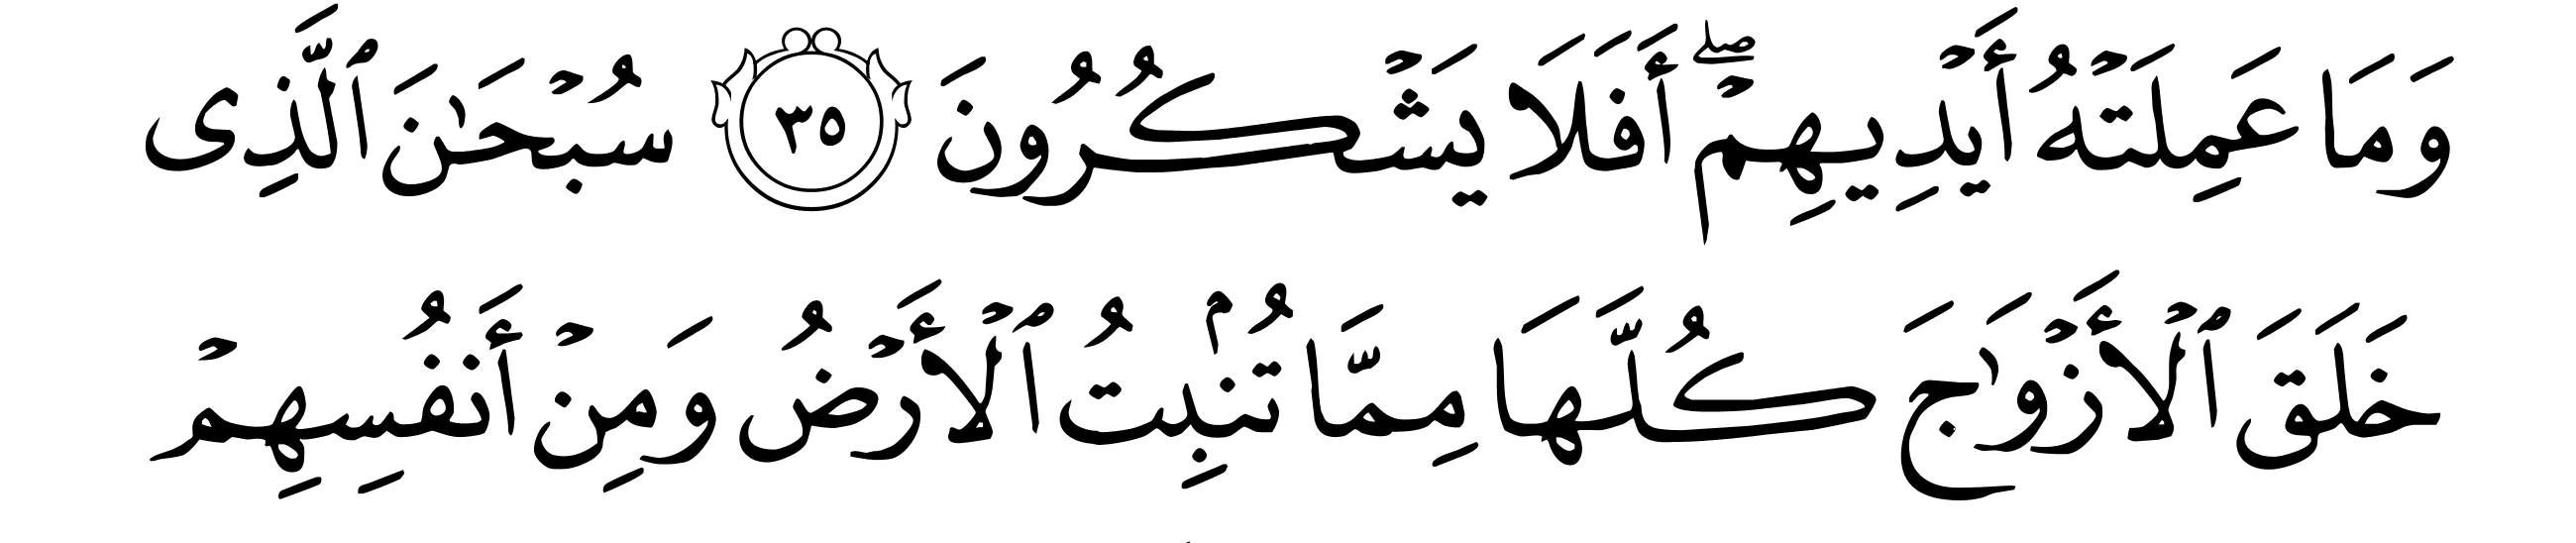 وَمَا عَمِلَتۡهُ أَيۡدِيهِمۡۚ أَفَلَا يَشۡكُرُونَ ٣٥ سُبۡحَٰنَ ٱلَّذِى
خَلَقَ ٱلۡأَزۡوَٰجَ كُلَّهَا مِمَّا تُنۢبِتُ ٱلۡأَرۡضُ وَمِنۡ أَنفُسِهِمۡ